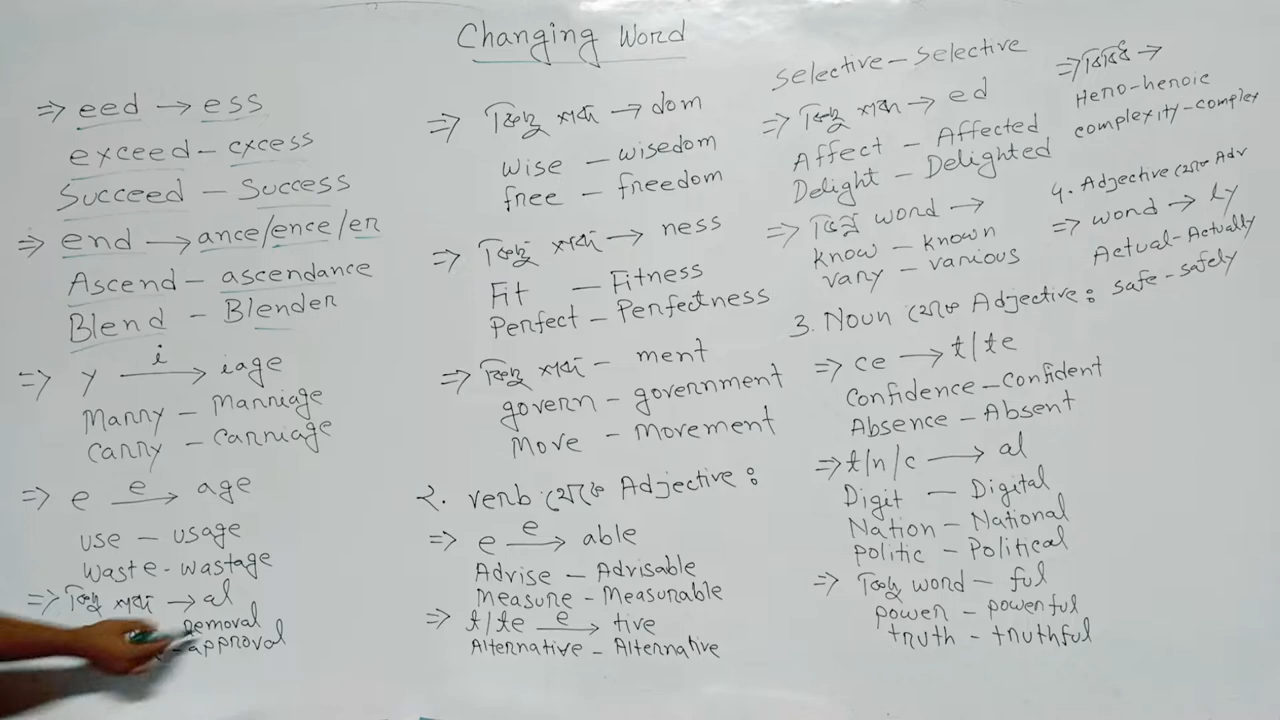 Changing Word
⇒ eed → ess
exceed - excess
Succeed - Success
⇒ end → ance/ence/er
Ascend - ascendance
Blend - Blender
⇒ y i→ iage
Marry - Marriage
Carry - Carriage
⇒ e e→ age
use - usage
Waste - wastage
⇒ কিছু শব্দ → al
removal
- approval
⇒ কিছু শব্দ → dom
wise - wisedom
free - freedom
⇒ কিছু শব্দ → ness
Fit - Fitness
Perfect - Perfectness
⇒ কিছু শব্দ - ment
govern - government
Move - Movement
২. verb থেকে Adjective :
⇒ e e→ able
Advise - Advisable
Measure - Measurable
⇒ t/te e→ tive
Alternative - Alternative
Selective - Selective
⇒ কিছু শব্দ → ed
Affect - Affected
Delight - Delighted
⇒ ভিন্ন word →
know - known
vary - various
3. Noun থেকে Adjective :
⇒ ce → t/te
Confidence - Confident
Absence - Absent
⇒ t/n/c → al
Digit - Digital
Nation - National
Politic - Political
⇒ কিছু word - ful
power - powerful
truth - truthful
⇒ →
Hero - heroic
complexity - complex
4. Adjective থেকে Adv
⇒ word → ly
Actual - Actually
safe - safely